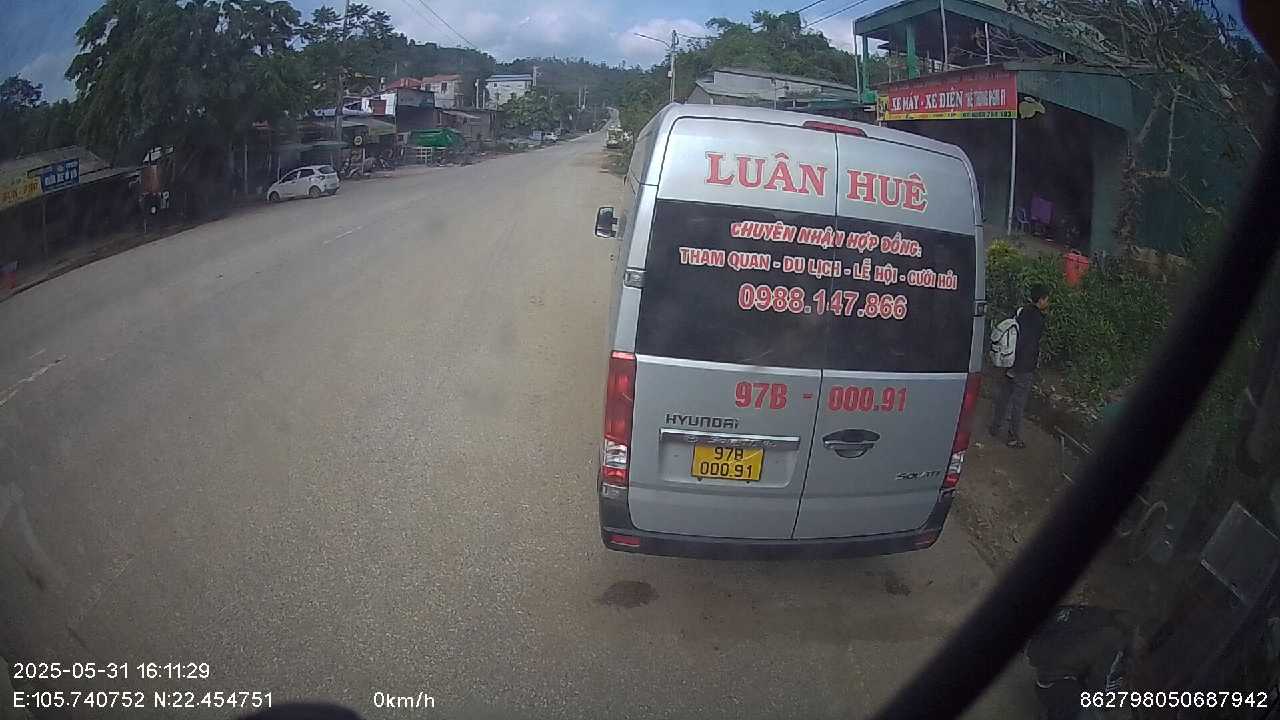 XE MÁY - XE ĐIỆN
LUÂN HUÊ
CHUYÊN NHẬN HỢP ĐỒNG:
THAM QUAN - DU LỊCH - LỄ HỘI - CƯỚI HỎI
0988.147.866
97B - 000.91
HYUNDAI
97B
000.91
SOLATI
2025-05-31 16:11:29
E:105.740752 N:22.454751
0km/h
862798050687942